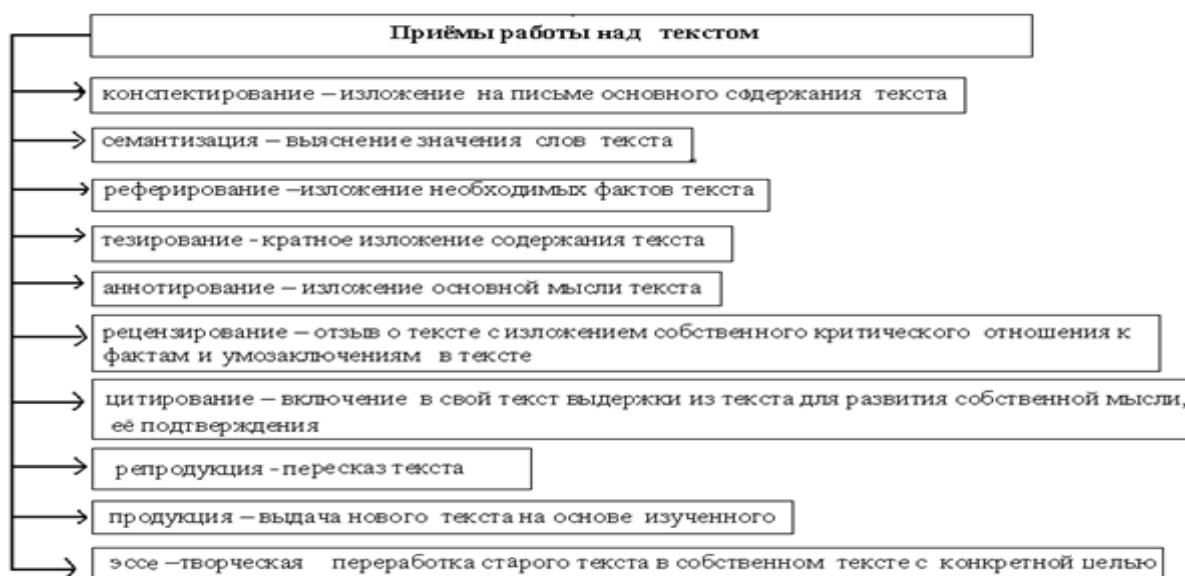 Приёмы работы над текстом
конспектирование – изложение на письме основного содержания текста
семантизация – выяснение значения слов текста
реферирование –изложение необходимых фактов текста
тезирование - кратное изложение содержания текста
аннотирование – изложение основной мысли текста
рецензирование – отзыв о тексте с изложением собственного критического отношения к
фактам и умозаключениям в тексте
цитирование – включение в свой текст выдержки из текста для развития собственной мысли,
её подтверждения
репродукция - пересказ текста
продукция – выдача нового текста на основе изученного
эссе –творческая переработка старого текста в собственном тексте с конкретной целью